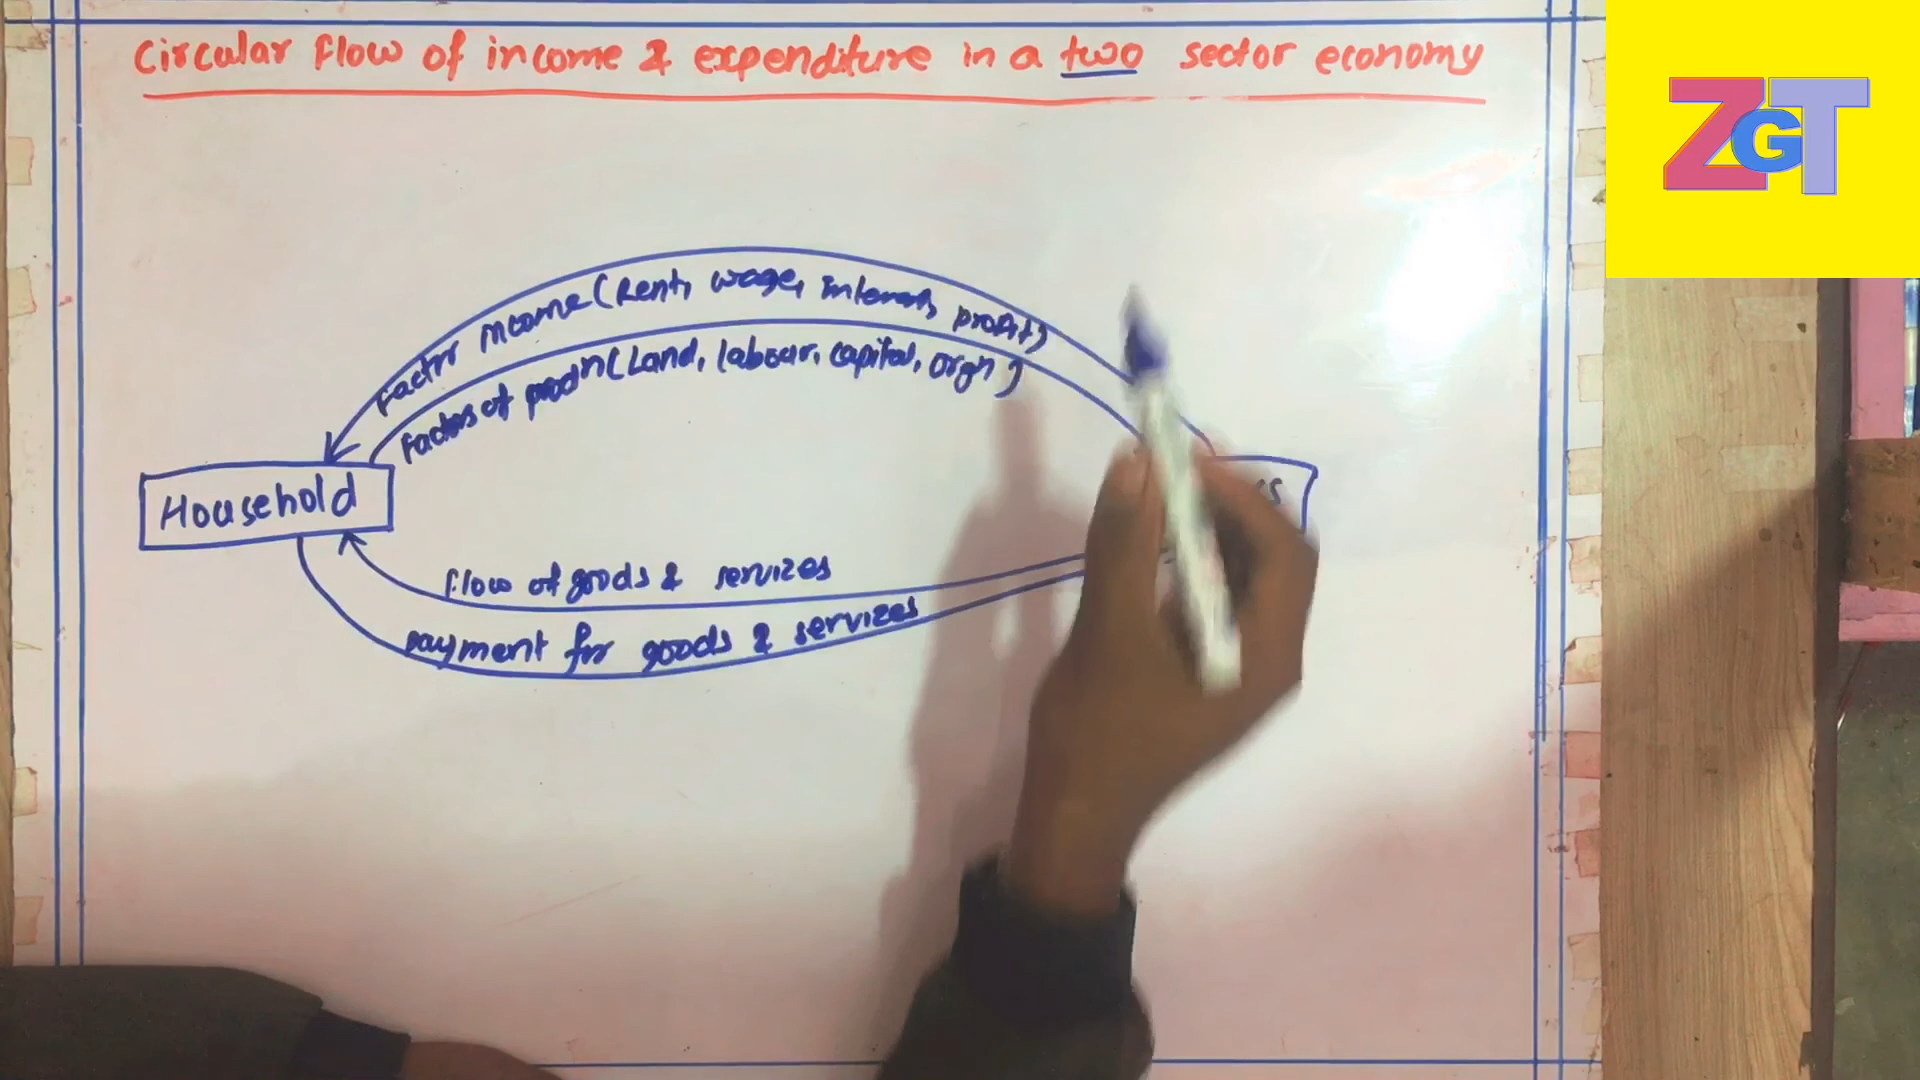 Circular flow of income & expenditure in a two sector economy
ZGT
Factor income (Rent, wage, interest, profit)
Factors of prodn (Land, labour, capital, orgn)
Household
flow of goods & services
payment for goods & services